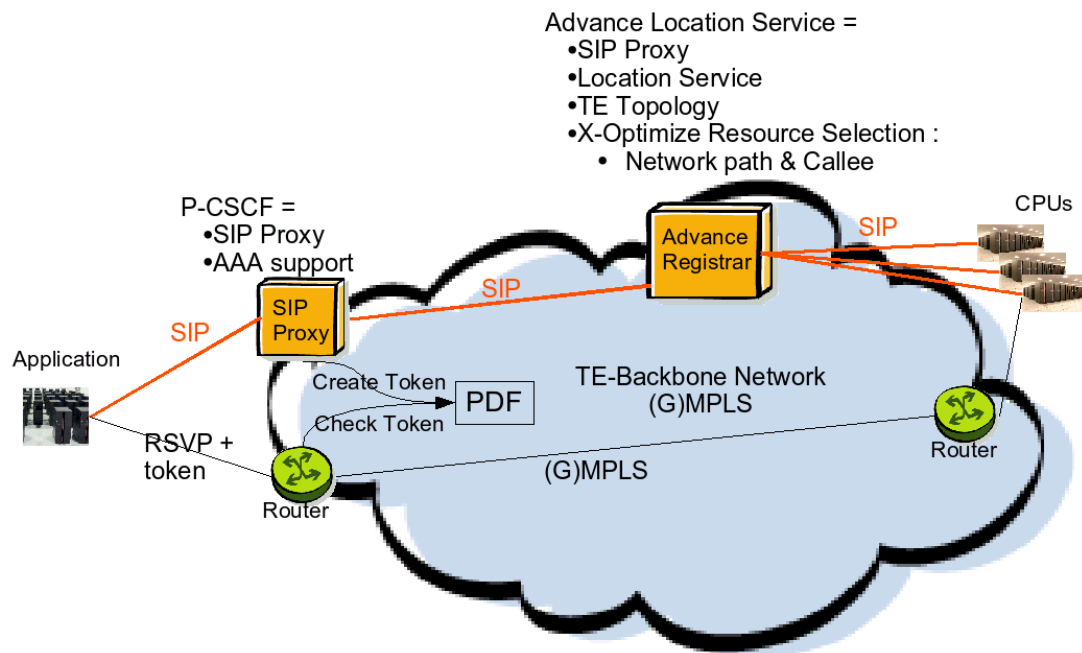 Advance Location Service =
•SIP Proxy
•Location Service
•TE Topology
•X-Optimize Resource Selection :
• Network path & Callee
P-CSCF =
•SIP Proxy
•AAA support
CPUs
SIP
Advance
Registrar
SIP
SIP
Proxy
SIP
Application
Create Token
PDF
Check Token
TE-Backbone Network
(G)MPLS
RSVP +
token
Router
(G)MPLS
Router